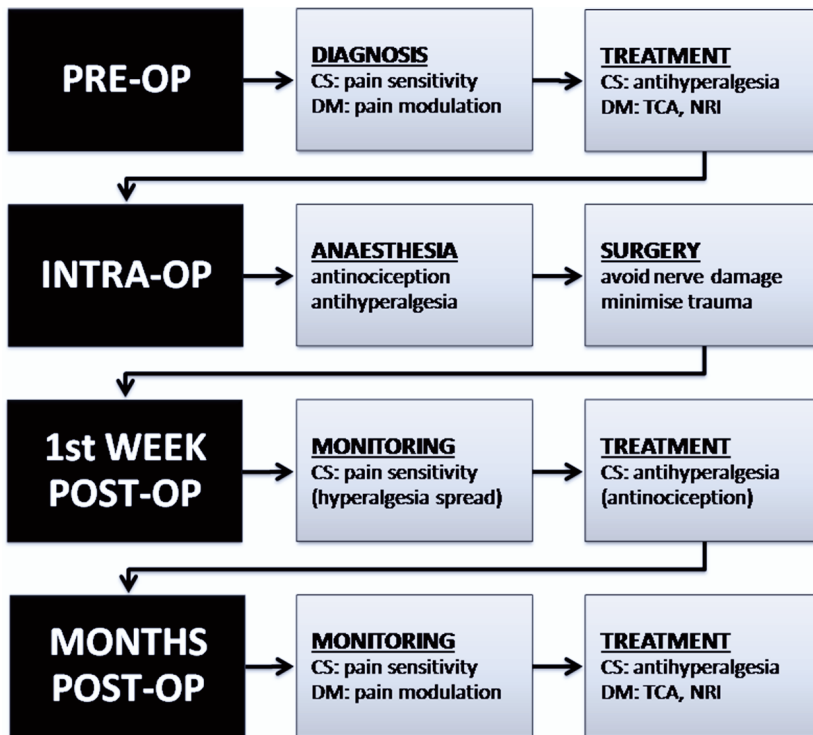 PRE-OP
DIAGNOSIS
CS: pain sensitivity
DM: pain modulation
TREATMENT
CS: antihyperalgesia
DM: TCA, NRI
INTRA-OP
ANAESTHESIA
antinociception
antihyperalgesia
SURGERY
avoid nerve damage
minimise trauma
1st WEEK
POST-OP
MONITORING
CS: pain sensitivity
(hyperalgesia spread)
TREATMENT
CS: antihyperalgesia
(antinociception)
MONTHS
POST-OP
MONITORING
CS: pain sensitivity
DM: pain modulation
TREATMENT
CS: antihyperalgesia
DM: TCA, NRI